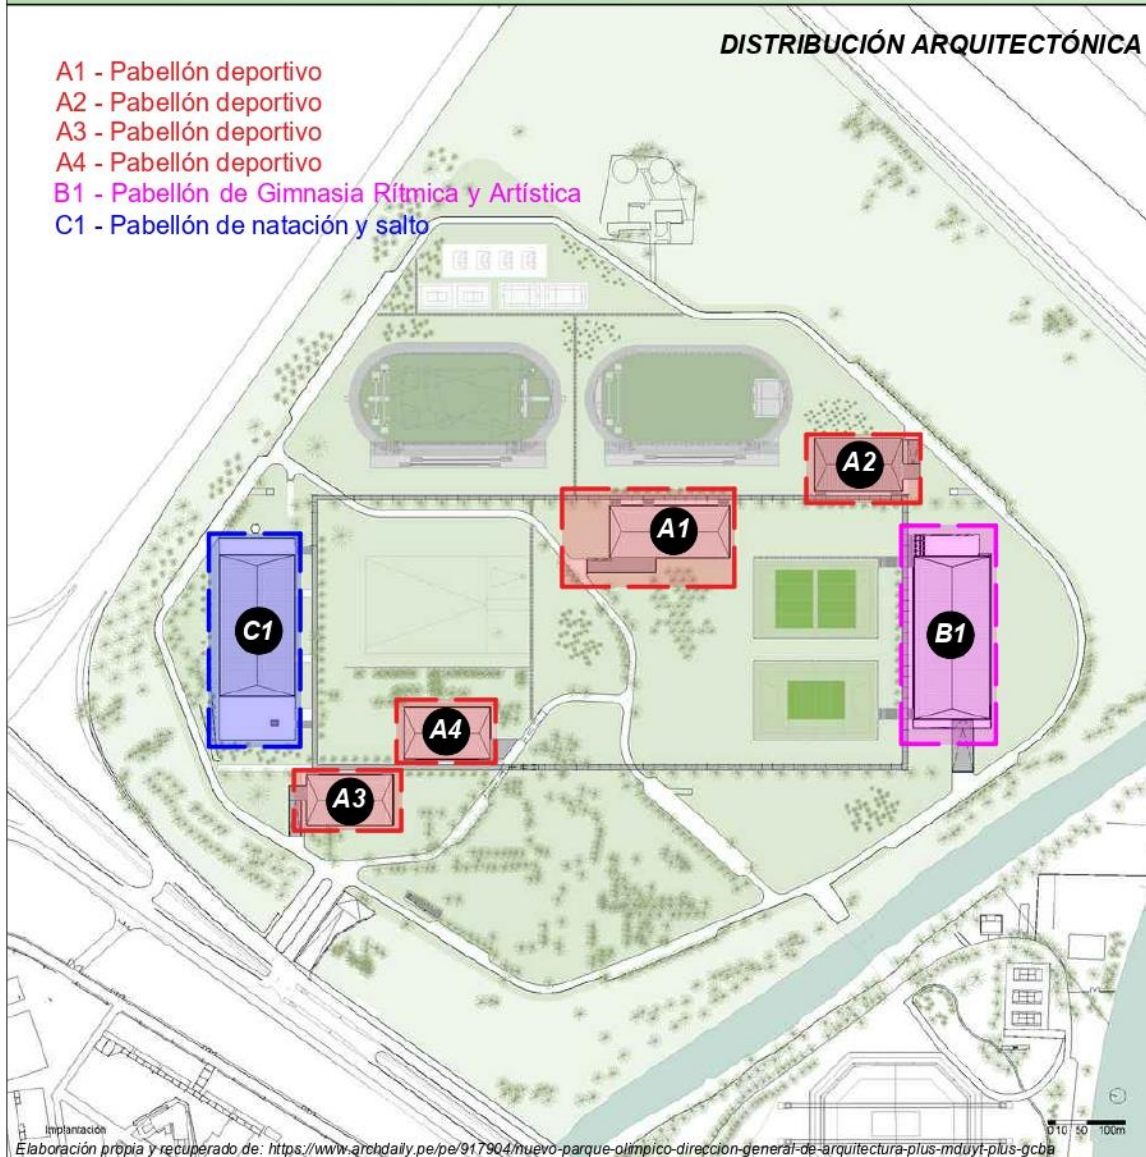 DISTRIBUCIÓN ARQUITECTÓNICA
A1 - Pabellón deportivo
A2 - Pabellón deportivo
A3 - Pabellón deportivo
A4 - Pabellón deportivo
B1 - Pabellón de Gimnasia Rítmica y Artística
C1 - Pabellón de natación y salto
A2
A1
C1
B1
A4
A3
Implantación
0 10 50 100m
Elaboración propia y recuperado de: https://www.archdaily.pe/pe/917904/nuevo-parque-olimpico-direccion-general-de-arquitectura-plus-mduyt-plus-gcba